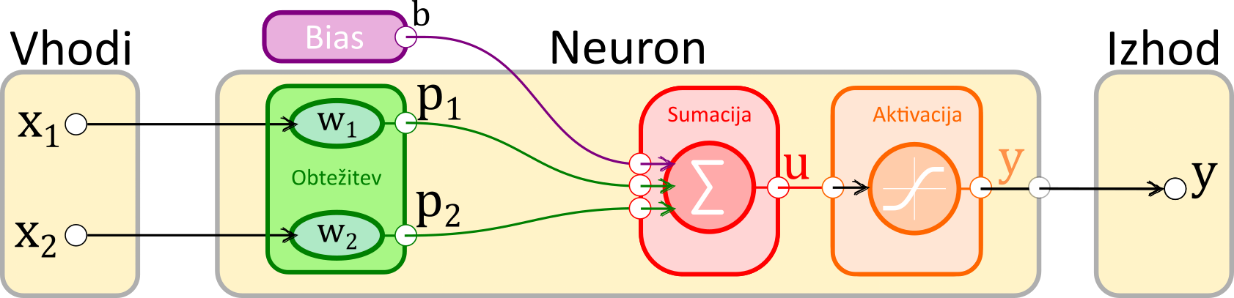 Vhodi
x₁
x₂
Bias
b
Neuron
w₁
p₁
Obtežitev
w₂
p₂
Sumacija
Σ
u
Aktivacija
y
Izhod
y